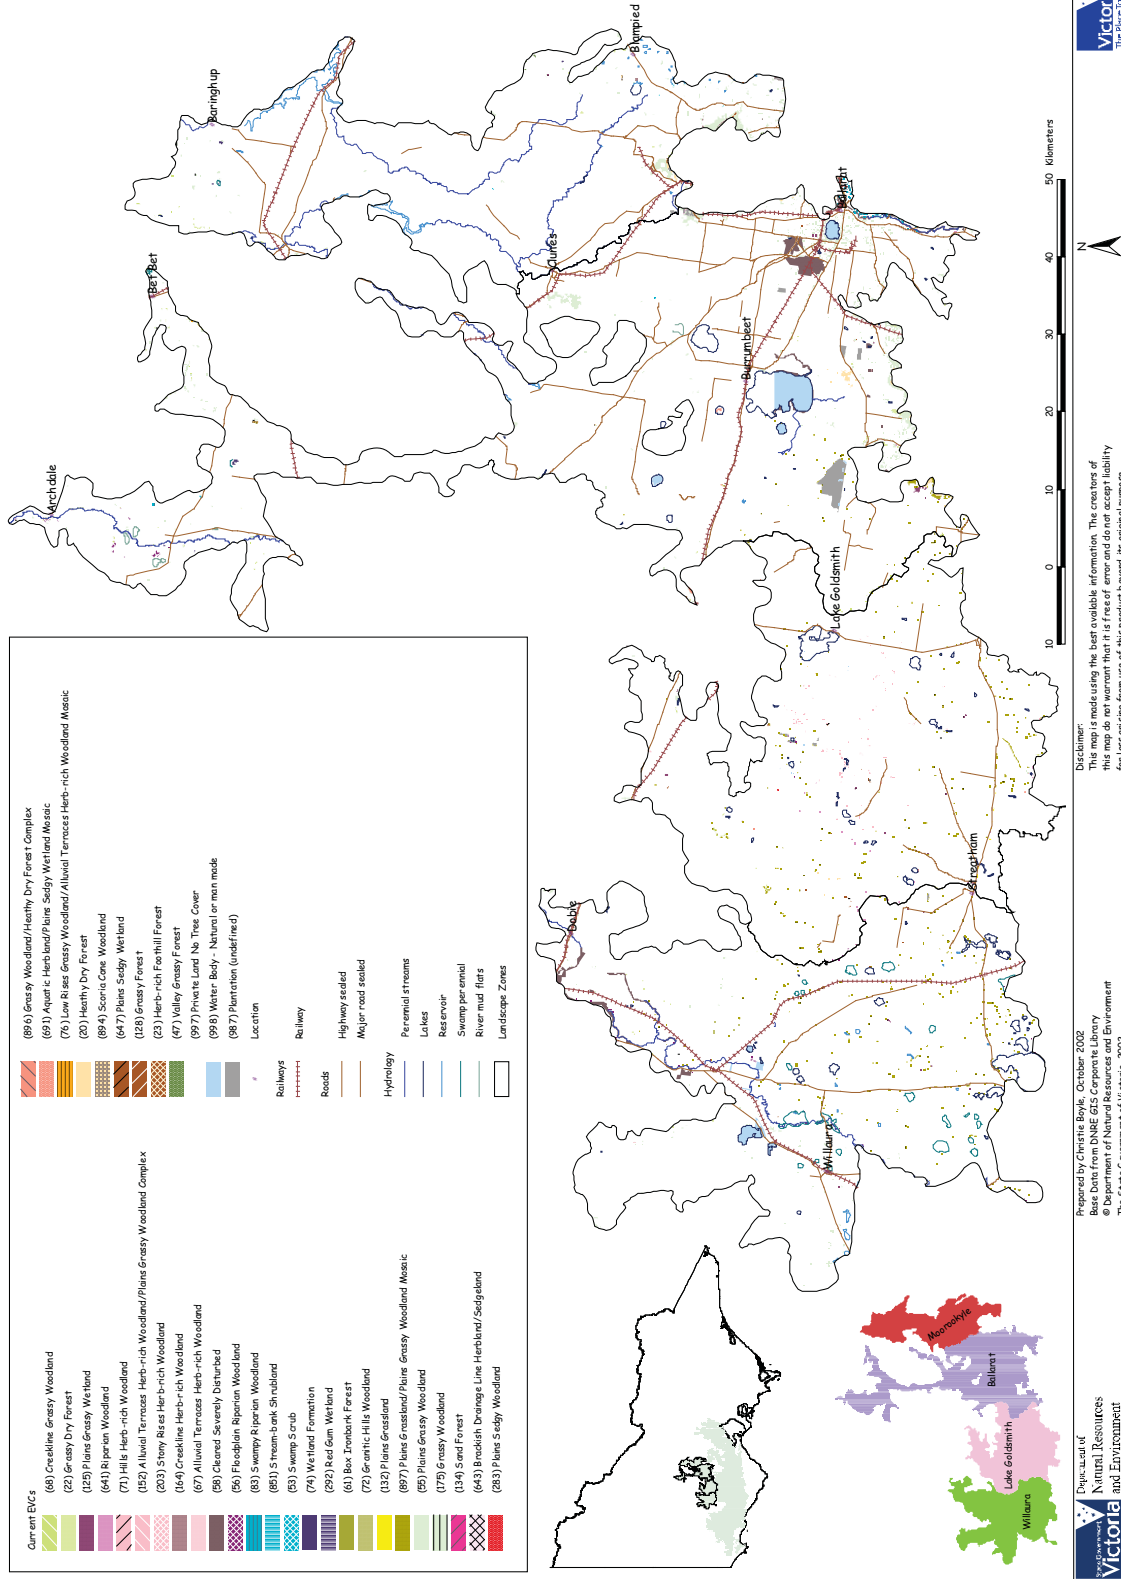 Current EVCs
(68) Creekline Grassy Woodland
(22) Grassy Dry Forest
(125) Plains Grassy Wetland
(641) Riparian Woodland
(71) Hills Herb-rich Woodland
(152) Alluvial Terraces Herb-rich Woodland/Plains Grassy Woodland Complex
(203) Stony Rises Herb-rich Woodland
(164) Creekline Herb-rich Woodland
(67) Alluvial Terraces Herb-rich Woodland
(58) Cleared Severely Disturbed
(56) Floodplain Riparian Woodland
(83) Swampy Riparian Woodland
(851) Stream-bank Shrubland
(53) Swamp Scrub
(74) Wetland Formation
(292) Red Gum Wetland
(61) Box Ironbark Forest
(72) Granitic Hills Woodland
(132) Plains Grassland
(897) Plains Grassland/Plains Grassy Woodland Mosaic
(55) Plains Grassy Woodland
(175) Grassy Woodland
(134) Sand Forest
(643) Brackish Drainage Line Herbland/Sedgeland
(283) Plains Sedgy Woodland
(896) Grassy Woodland/Heathy Dry Forest Complex
(691) Aquatic Herbland/Plains Sedgy Wetland Mosaic
(76) Low Rises Grassy Woodland/Alluvial Terraces Herb-rich Woodland Mosaic
(20) Heathy Dry Forest
(894) Scoria Cone Woodland
(647) Plains Sedgy Wetland
(128) Grassy Forest
(23) Herb-rich Foothill Forest
(47) Valley Grassy Forest
(997) Private Land No Tree Cover
(998) Water Body - Natural or man made
(987) Plantation (undefined)
Location
Railways
Railway
Roads
Highway sealed
Major road sealed
Hydrology
Perennial streams
Lakes
Reservoir
Swamp perennial
River mud flats
Landscape Zones
Archdale
Bet Bet
Baringhup
Blampied
Clunes
Ballarat
Burrumbeet
Lake Goldsmith
Streatham
Dobie
Willaura
Moorookyle
Ballarat
Lake Goldsmith
Willaura
N
10 0 10 20 30 40 50 Kilometers
State Government
Victoria
Department of
Natural Resources
and Environment
Prepared by Christie Boyle, October 2002
Base Data from DNRE GIS Corporate Library
© Department of Natural Resources and Environment
Disclaimer:
This map is made using the best available information. The creators of
this map do not warrant that it is free of error and do not accept liability
Victor